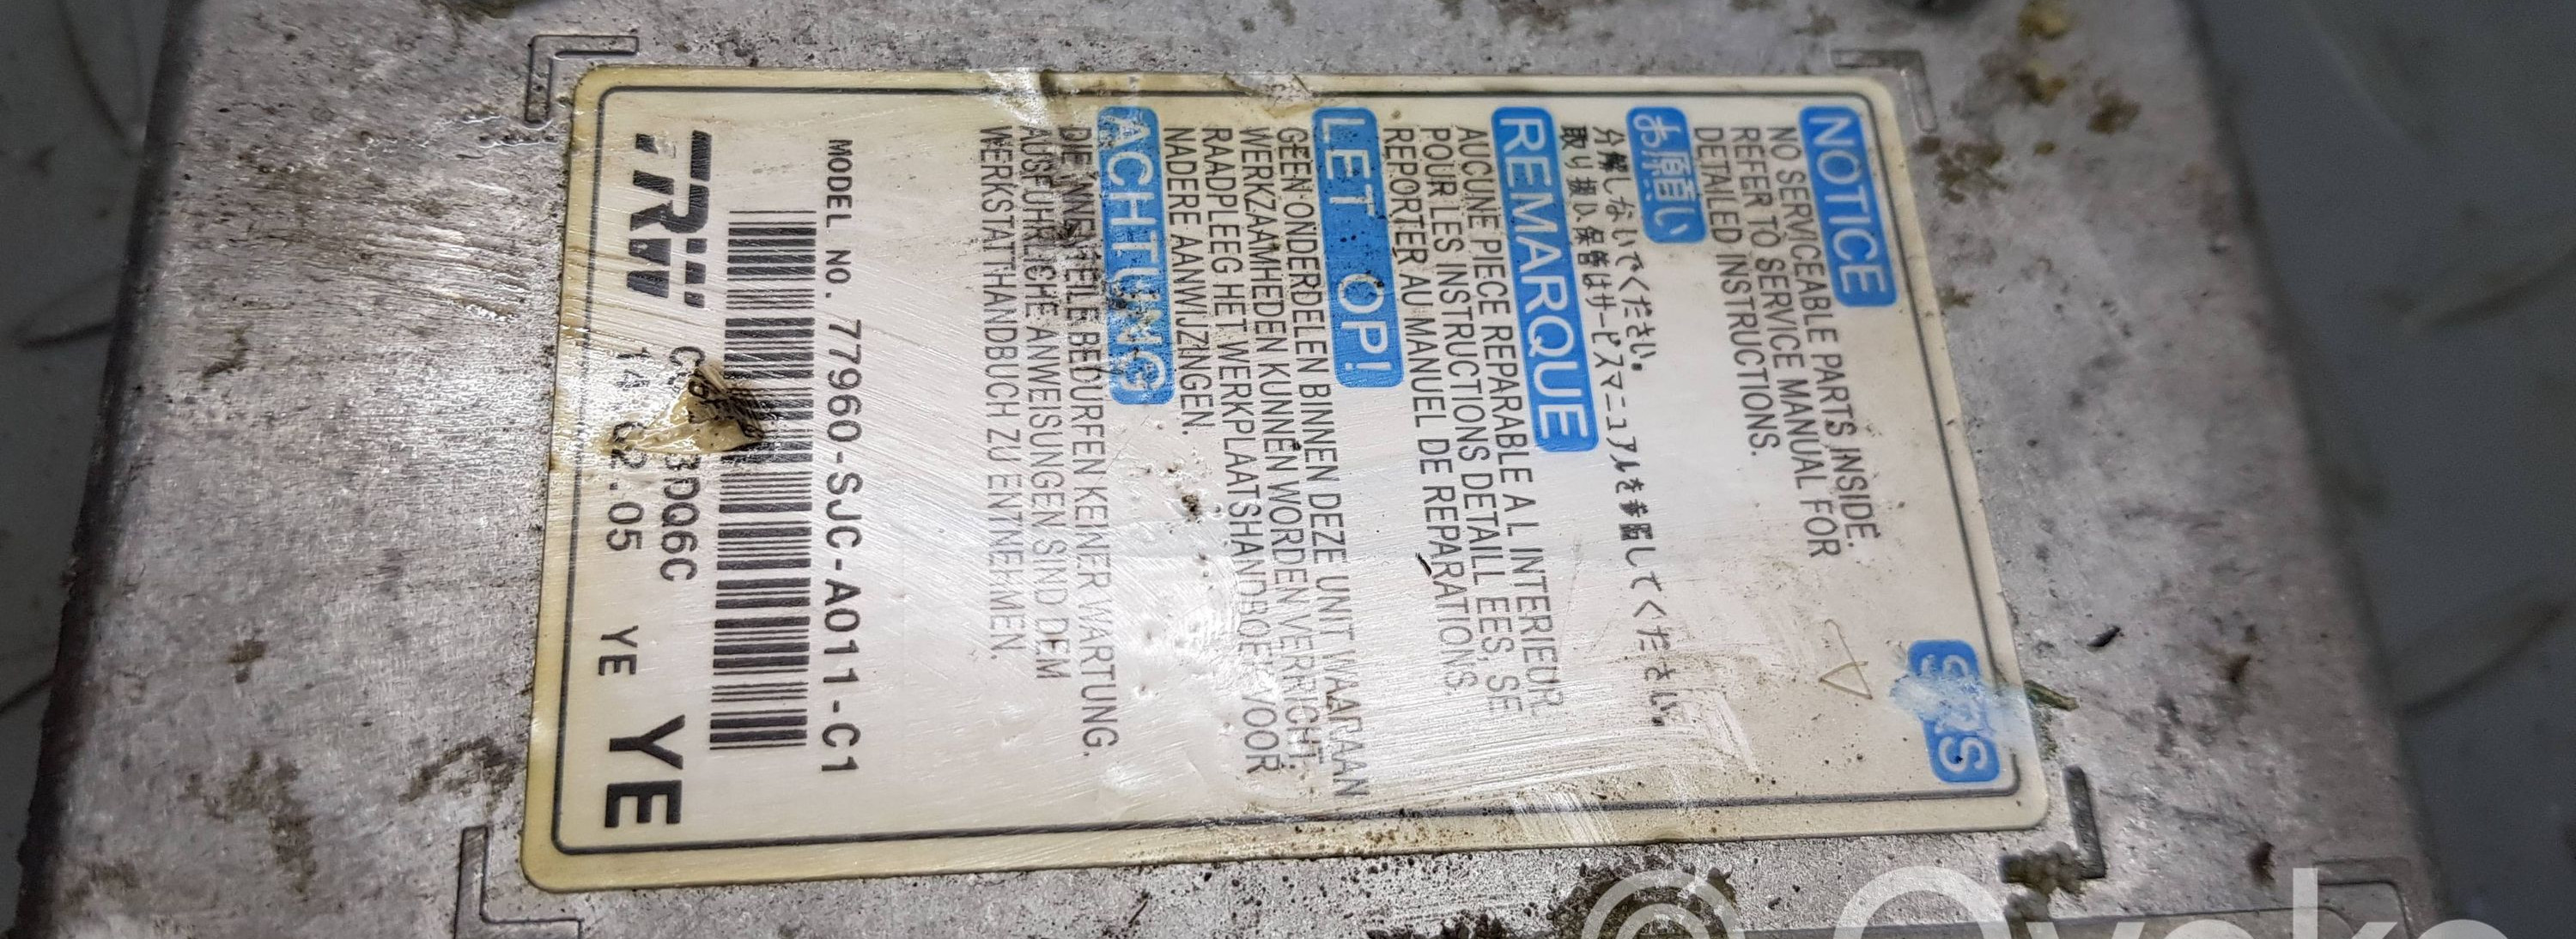 SRS
NOTICE
NO SERVICEABLE PARTS INSIDE.
REFER TO SERVICE MANUAL FOR
DETAILED INSTRUCTIONS.
お願い
分解しないでください。
取り扱い、保管はサービスマニュアルを参照してください。
REMARQUE
AUCUNE PIECE REPARABLE A L INTERIEUR
POUR LES INSTRUCTIONS DETAILL EES, SE
REPORTER AU MANUEL DE REPARATIONS.
LET OP!
GEEN ONDERDELEN BINNEN DEZE UNIT WAARAAN
WERKZAAMHEDEN KUNNEN WORDEN VERRICHT.
RAADPLEEG HET WERKPLAATSHANDBOEK VOOR
NADERE AANWIJZINGEN.
ACHTUNG
DIE INNENTEILE BEDURFEN KEINER WARTUNG.
AUSFUHRLICHE ANWEISUNGEN SIND DEM
WERKSTATTHANDBUCH ZU ENTNEHMEN.
MODEL NO. 77960-SJC-A011-C1
TRW
YE YE
© Ovoko